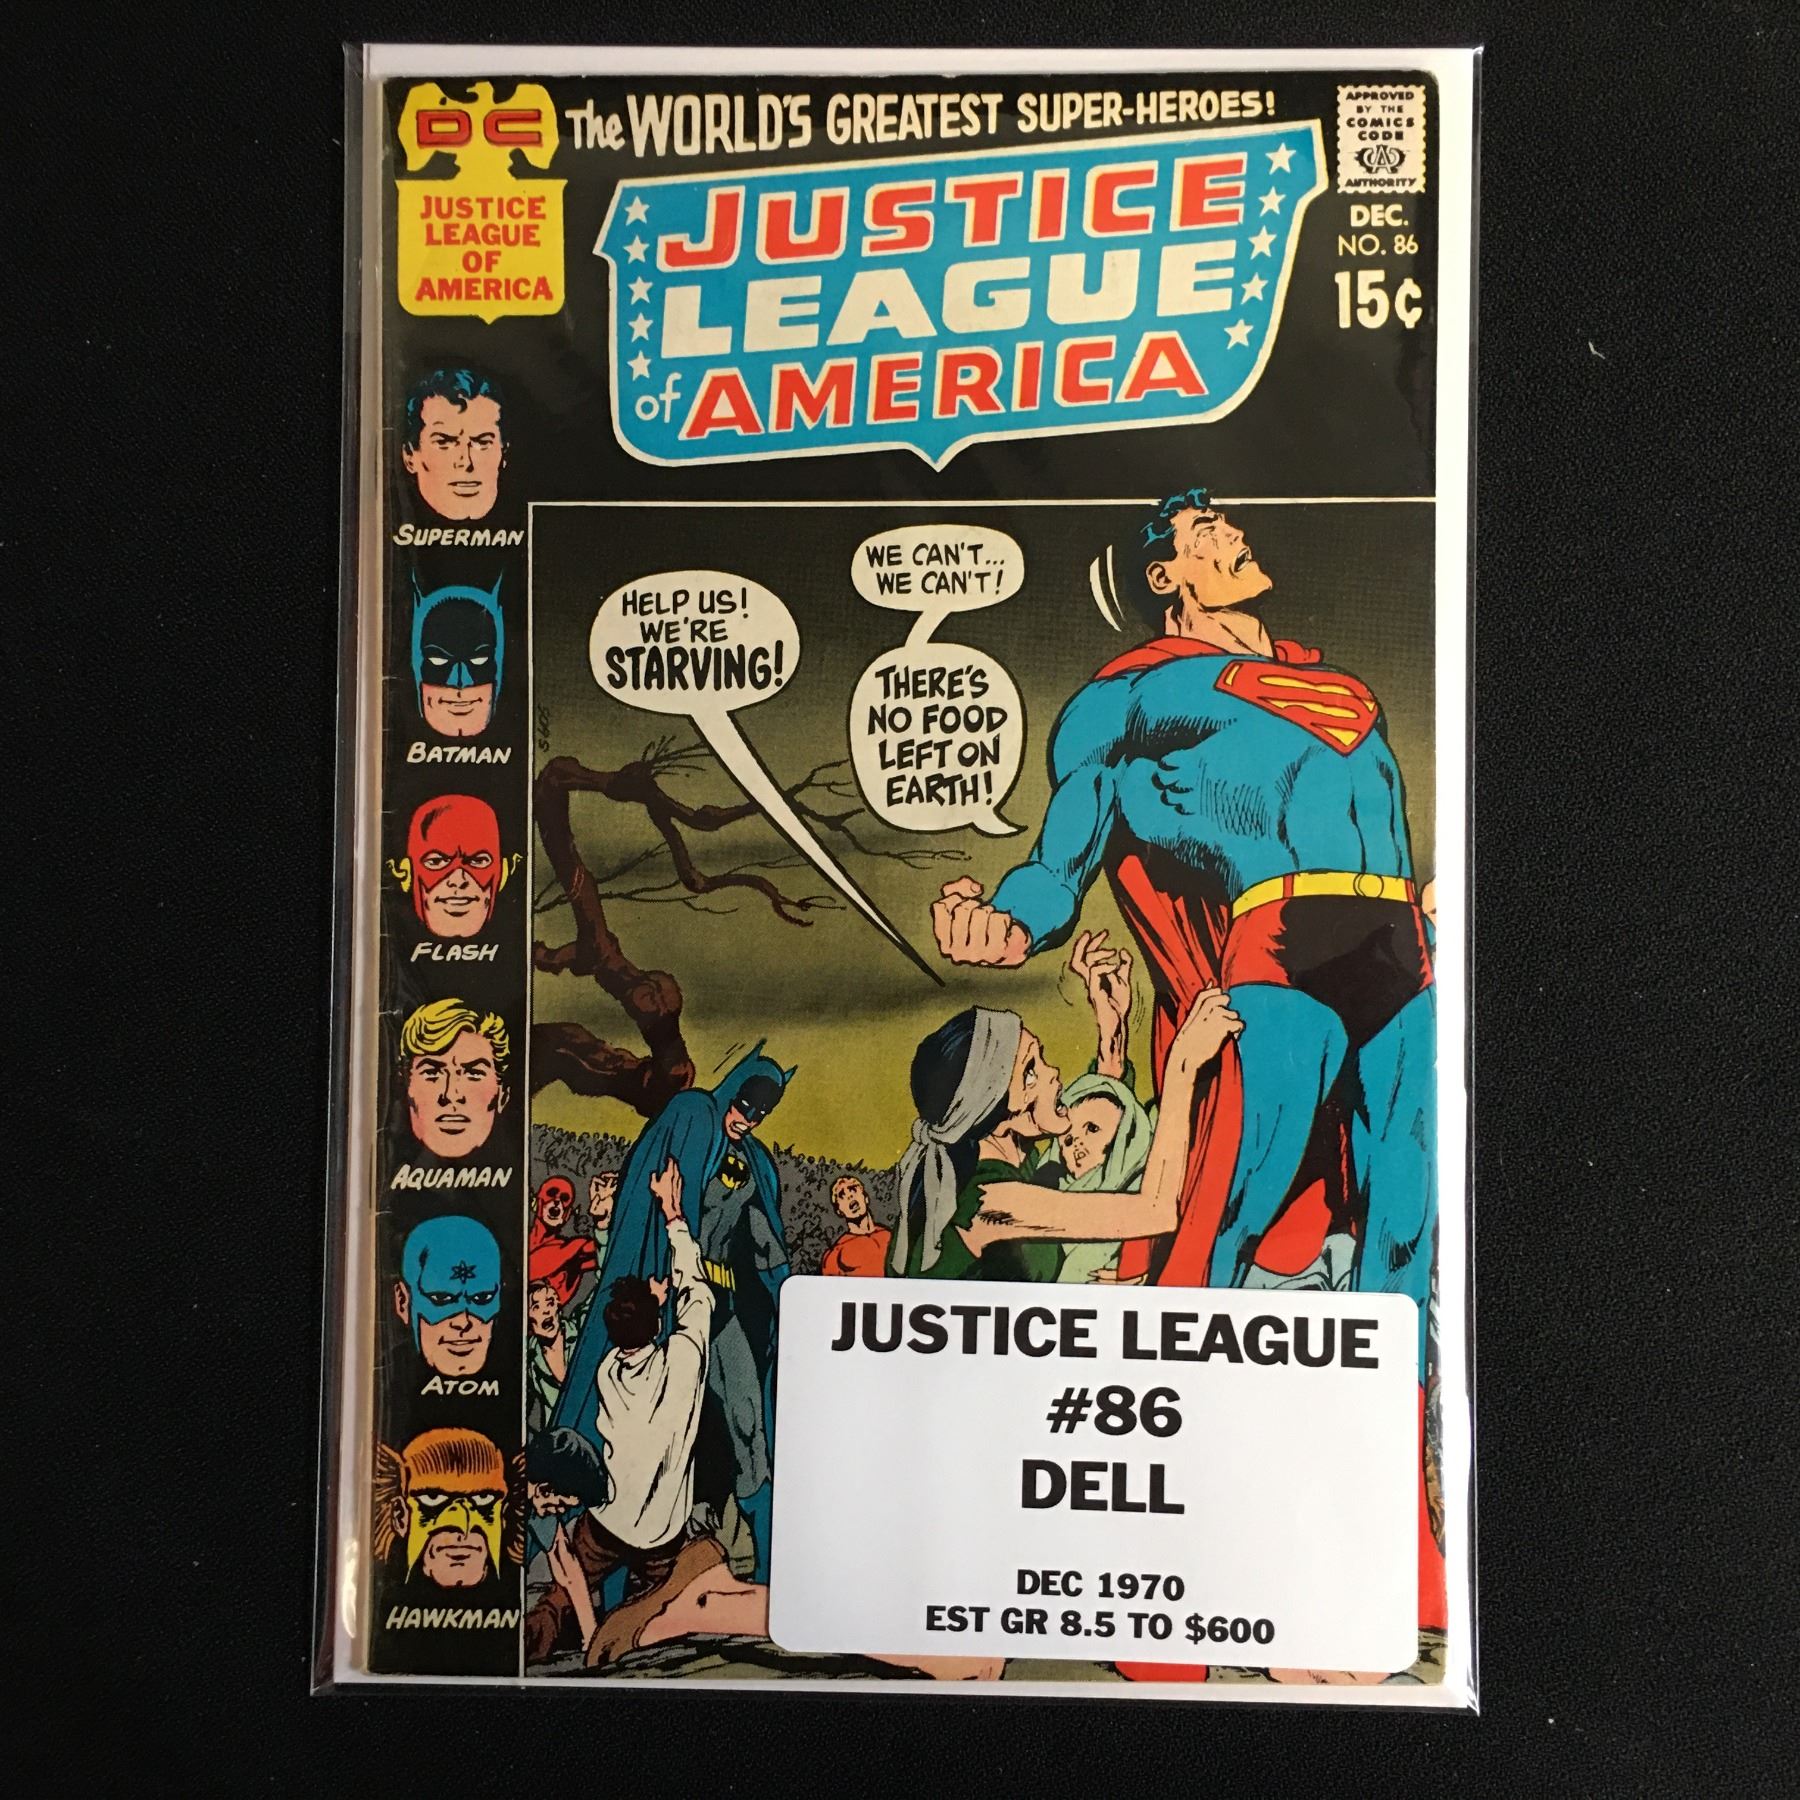 DC
JUSTICE
LEAGUE
OF
AMERICA
The WORLD'S GREATEST SUPER-HEROES!
JUSTICE
LEAGUE
of AMERICA
APPROVED
BY THE
COMICS
CODE
CA
AUTHORITY
DEC.
NO. 86
15¢
SUPERMAN
BATMAN
FLASH
AQUAMAN
ATOM
HAWKMAN
HELP US!
WE'RE
STARVING!
WE CAN'T...
WE CAN'T!
THERE'S
NO FOOD
LEFT ON
EARTH!
S
JUSTICE LEAGUE
#86
DELL
DEC 1970
EST GR 8.5 TO $600